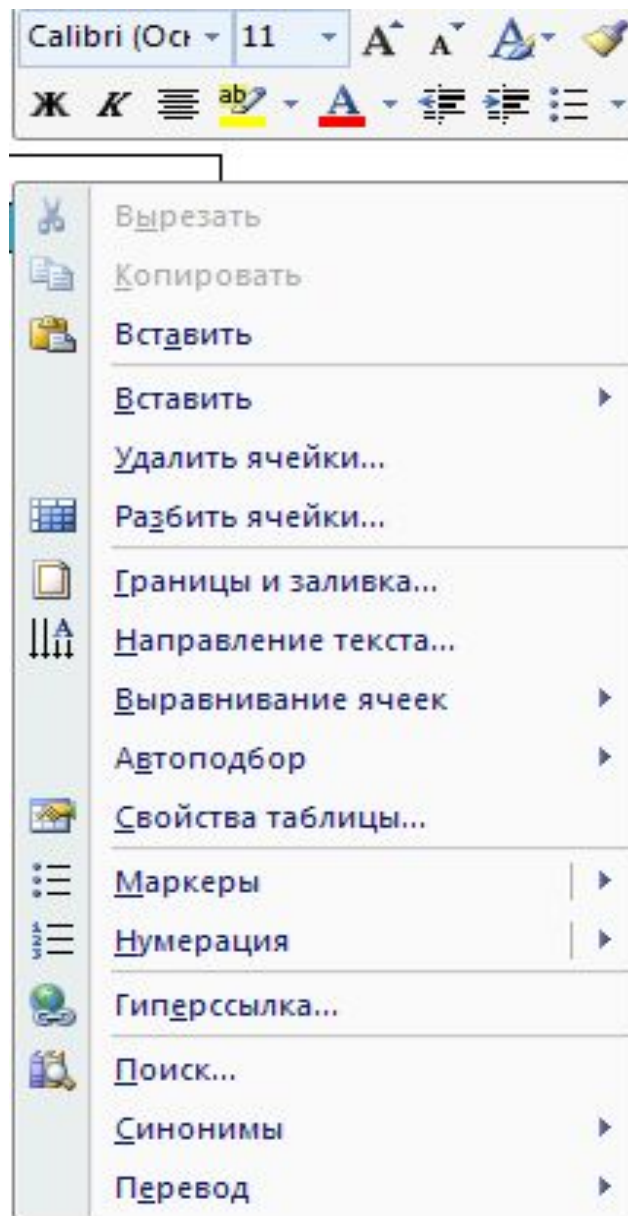 Calibri (Осн 11 A A A
Ж К ab A
Вырезать
Копировать
Вставить
Вставить
Удалить ячейки...
Разбить ячейки...
Границы и заливка...
Направление текста...
Выравнивание ячеек
Автоподбор
Свойства таблицы...
Маркеры
Нумерация
Гиперссылка...
Поиск...
Синонимы
Перевод